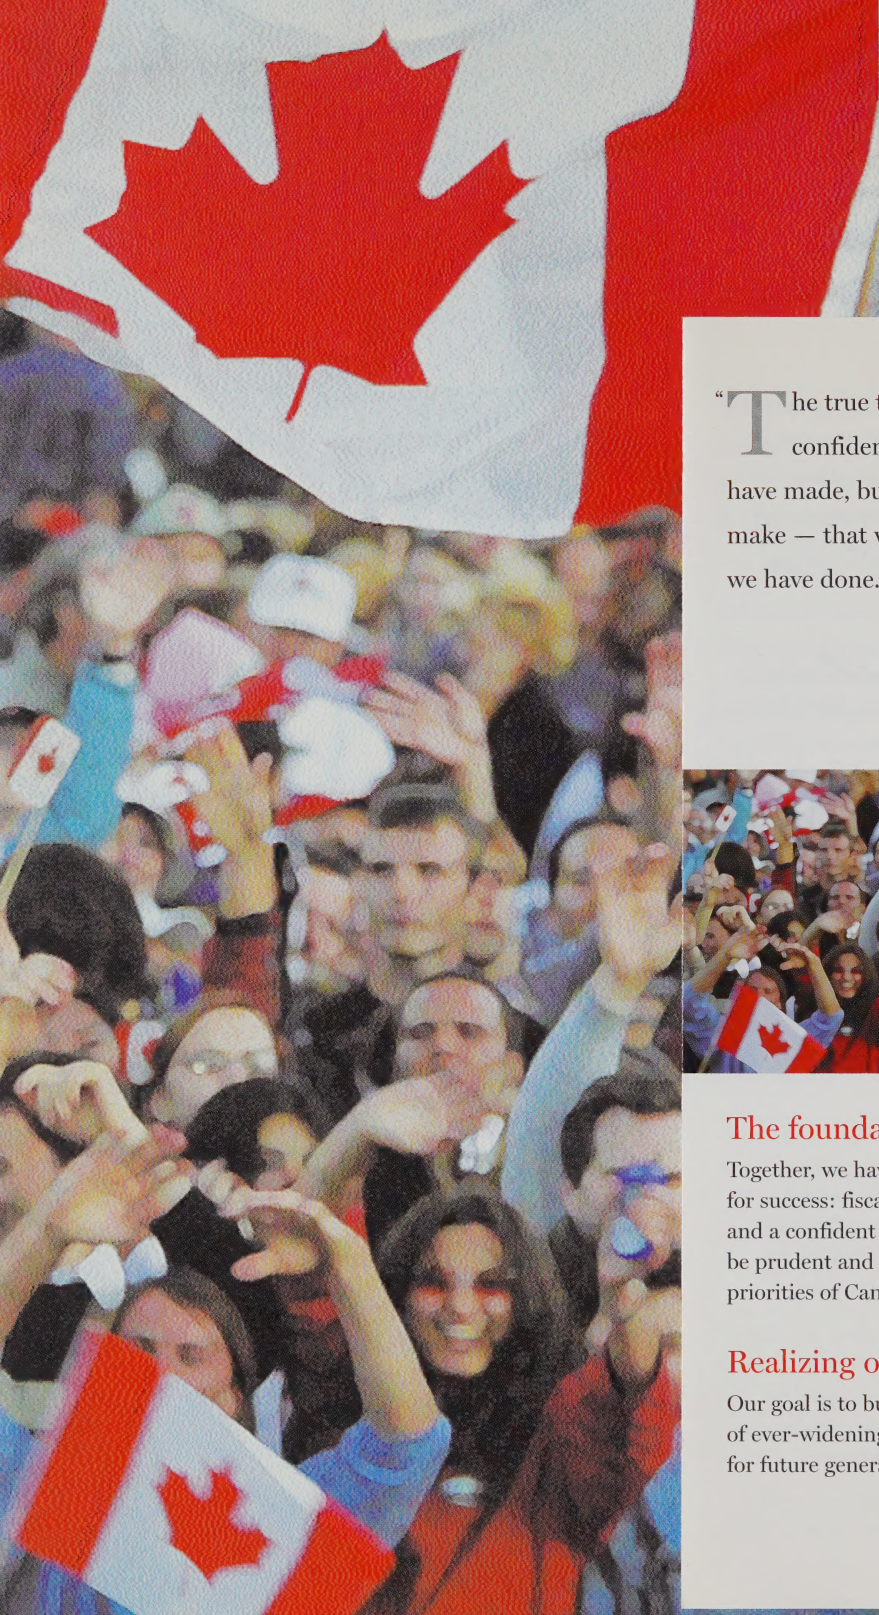 “The true
confiden
have made, bu
make — that
we have done.
The founda
Together, we hav
for success: fisca
and a confident
be prudent and
priorities of Can
Realizing o
Our goal is to bu
of ever-widening
for future genera